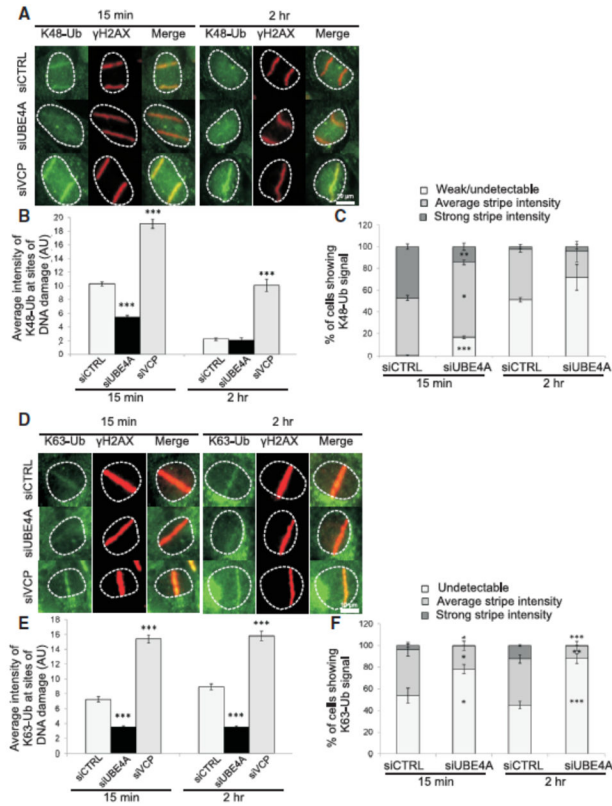 A
15 min
2 hr
K48-Ub γH2AX Merge K48-Ub γH2AX Merge
siCTRL
siUBE4A
siVCP
B
Average intensity of
K48-Ub at sites of
DNA damage (AU)
20
18
16
14
12
10
8
6
4
2
0
***
***
***
siCTRL
siUBE4A
siVCP
siCTRL
siUBE4A
siVCP
15 min
2 hr
C
Weak/undetectable
Average stripe intensity
Strong stripe intensity
% of cells showing
K48-Ub signal
100
80
60
40
20
0
**
*
***
siCTRL siUBE4A siCTRL siUBE4A
15 min
2 hr
D
15 min
2 hr
K63-Ub γH2AX Merge K63-Ub γH2AX Merge
siCTRL
siUBE4A
siVCP
E
Average intensity of
K63-Ub at sites of
DNA damage (AU)
18
16
14
12
10
8
6
4
2
0
***
***
***
***
siCTRL
siUBE4A
siVCP
siCTRL
siUBE4A
siVCP
15 min
2 hr
F
Undetectable
Average stripe intensity
Strong stripe intensity
% of cells showing
K63-Ub signal
100
80
60
40
20
0
*
*
*
***
**
***
siCTRL siUBE4A siCTRL siUBE4A
15 min
2 hr